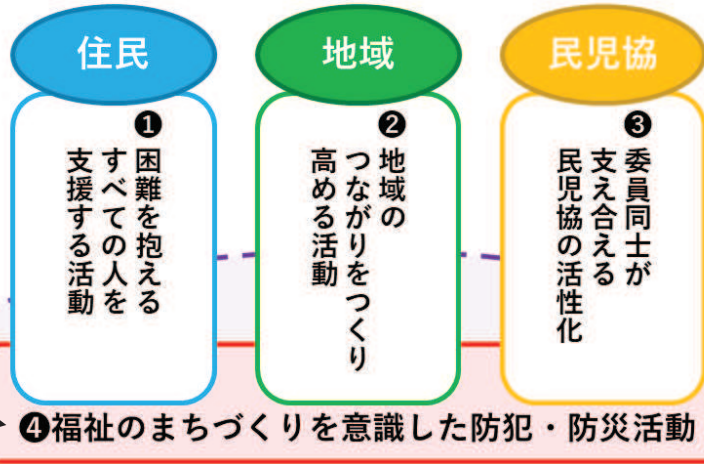 住民
❶困難を抱える
すべての人を
支援する活動
地域
❷地域の
つながりをつくり
高める活動
民児協
❸委員同士が
支え合える
民児協の活性化
❹福祉のまちづくりを意識した防犯・防災活動